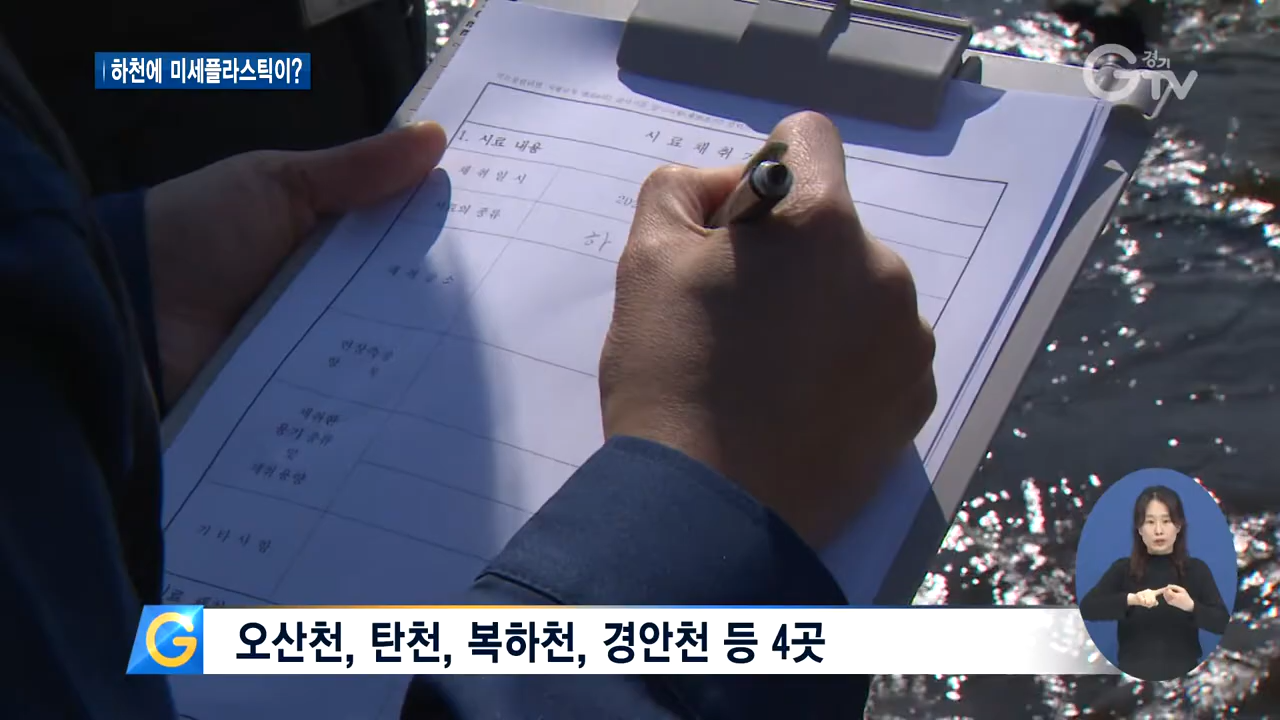 하천에 미세플라스틱이?
경기
GTV
시료채취
1. 시료 내용
채취일시
시료의 종류
하
채취장소
현장측정
항 목
채취한
용기종류
및
채취용량
기타사항
G
오산천, 탄천, 복하천, 경안천 등 4곳